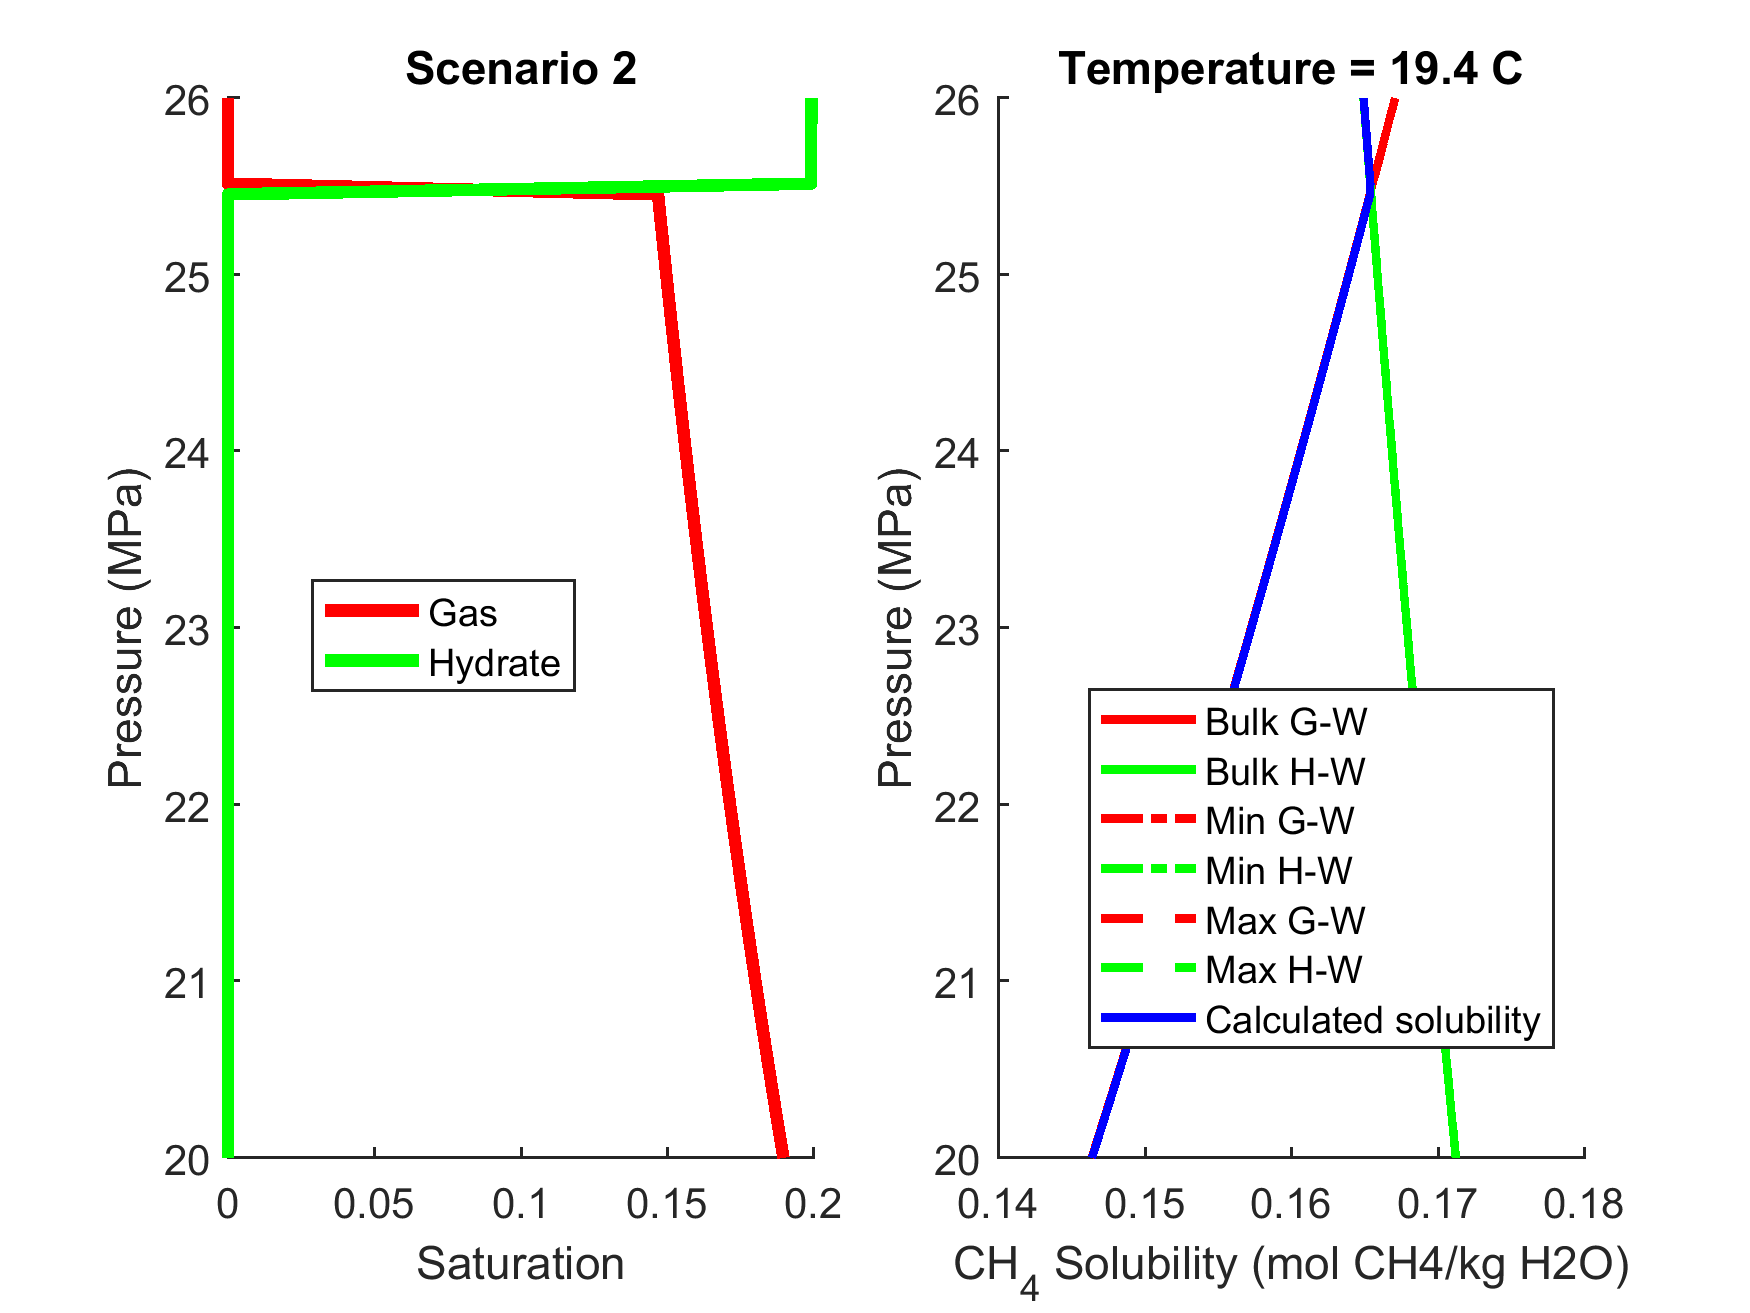 Scenario 2
26
25
24
23
22
21
20
Pressure (MPa)
Gas
Hydrate
0
0.05
0.1
0.15
0.2
Saturation
Temperature = 19.4 C
26
25
24
23
22
21
20
Pressure (MPa)
Bulk G-W
Bulk H-W
Min G-W
Min H-W
Max G-W
Max H-W
Calculated solubility
0.14
0.15
0.16
0.17
0.18
CH4 Solubility (mol CH4/kg H2O)